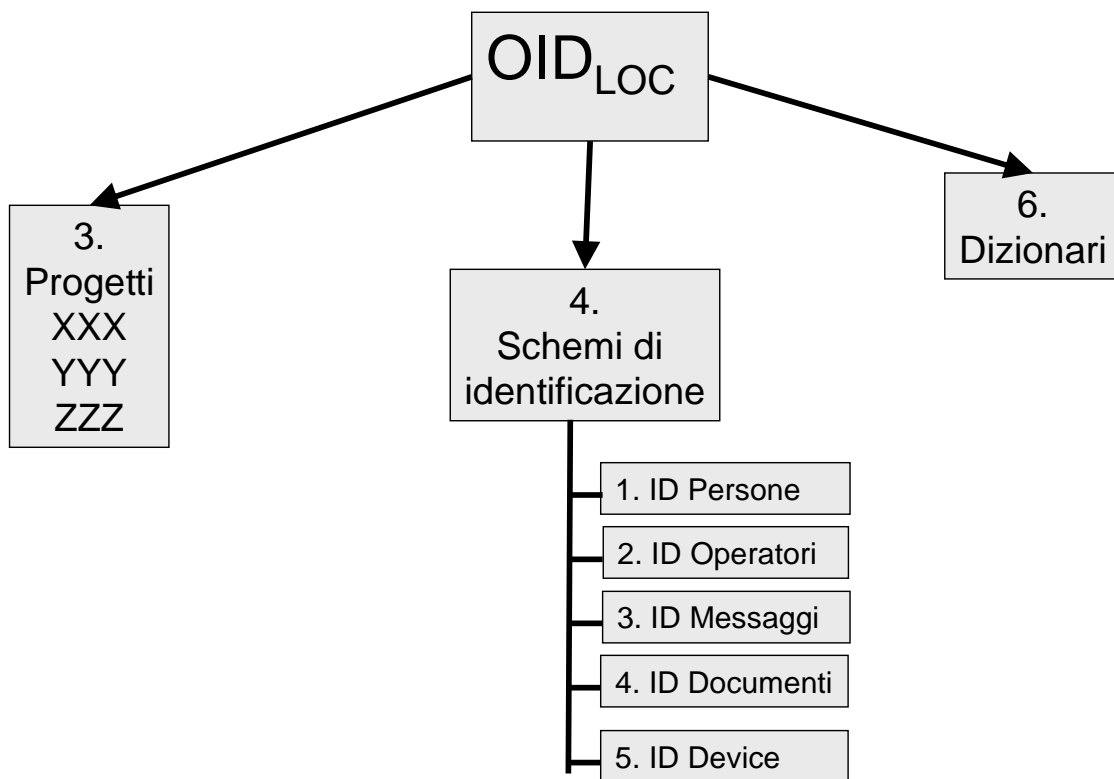 OID LOC
3.
Progetti
XXX
YYY
ZZZ
4.
Schemi di
identificazione
6.
Dizionari
1. ID Persone
2. ID Operatori
3. ID Messaggi
4. ID Documenti
5. ID Device